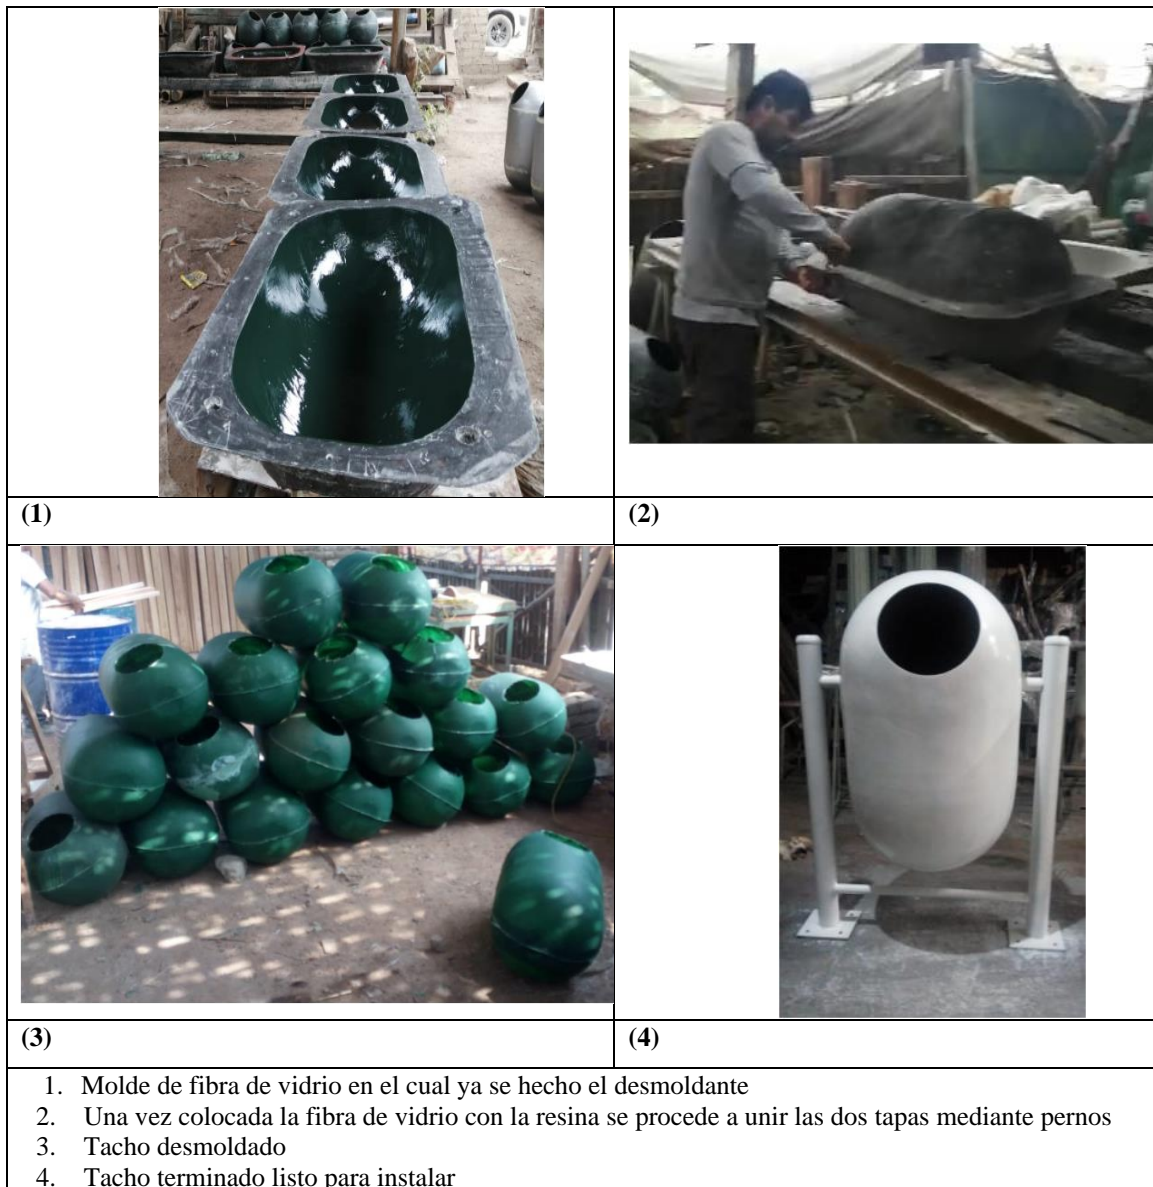 (1)
(2)
(3)
(4)
1. Molde de fibra de vidrio en el cual ya se hecho el desmoldante
2. Una vez colocada la fibra de vidrio con la resina se procede a unir las dos tapas mediante pernos
3. Tacho desmoldado
4. Tacho terminado listo para instalar